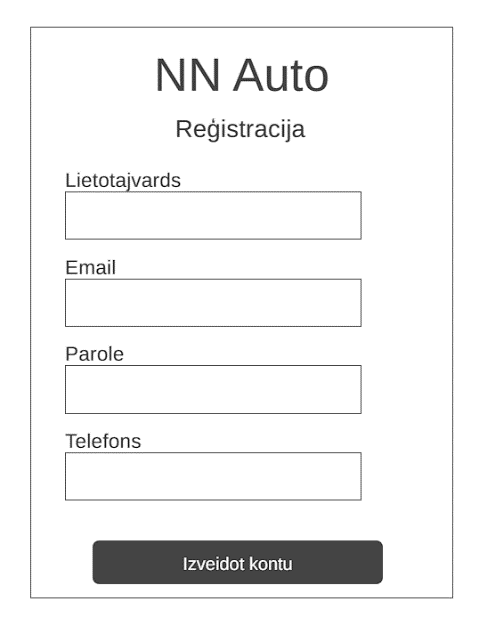 NN Auto
Reģistracija
Lietotajvards
Email
Parole
Telefons
Izveidot kontu